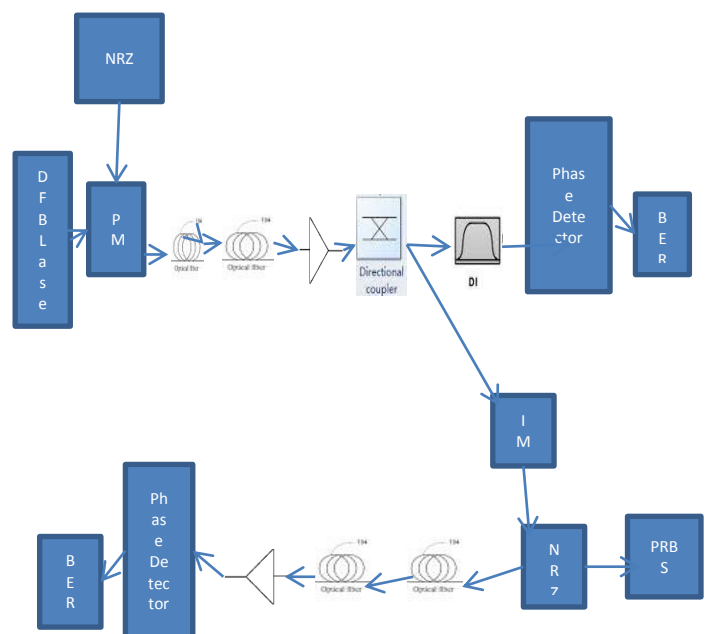 NRZ
D
F
B L
a
s
e
P
M
Optical fiber
Optical fiber
Directional
coupler
DI
Phas
e
Dete
ctor
B
E
R
I
M
N
R
PRB
S
Optical fiber
Optical fiber
Ph
ase
De
tec
tor
B
E
R